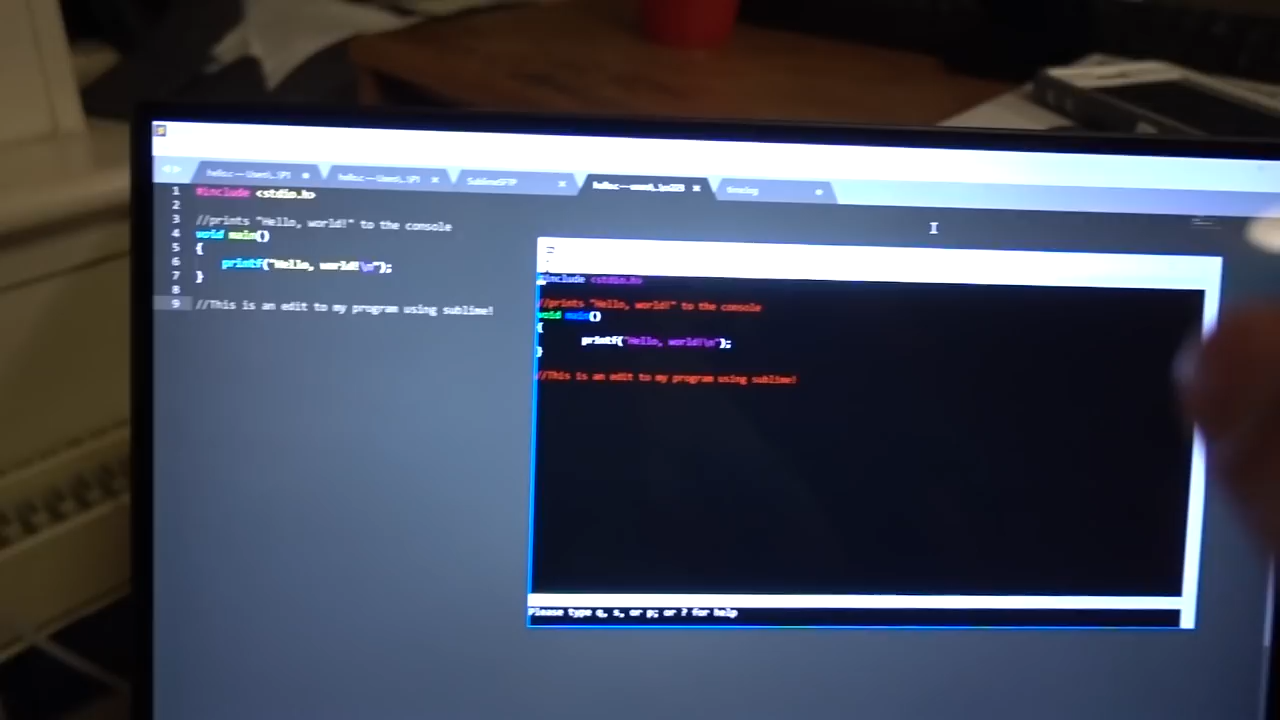 SublimeSFTP
1 #include <stdio.h>
2
3 //prints "Hello, world!" to the console
4 void main()
5 {
6 printf("Hello, world!\n");
7 }
8
9 //This is an edit to my program using sublime!
#include <stdio.h>
//prints "Hello, world!" to the console
void main()
{
printf("Hello, world!\n");
}
//This is an edit to my program using sublime!
Please type q, s, or p; or ? for help